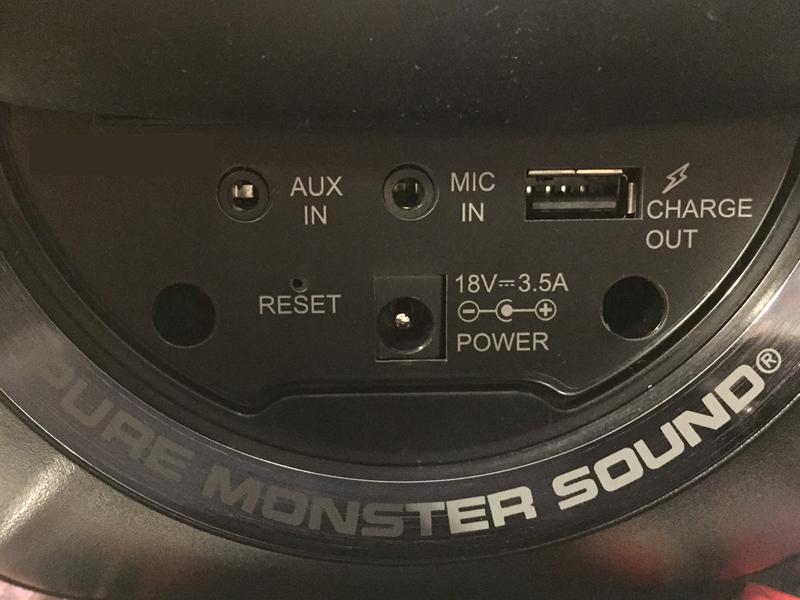 AUX
IN
MIC
IN
CHARGE
OUT
RESET
18V⎓3.5A
POWER
PURE MONSTER SOUND®